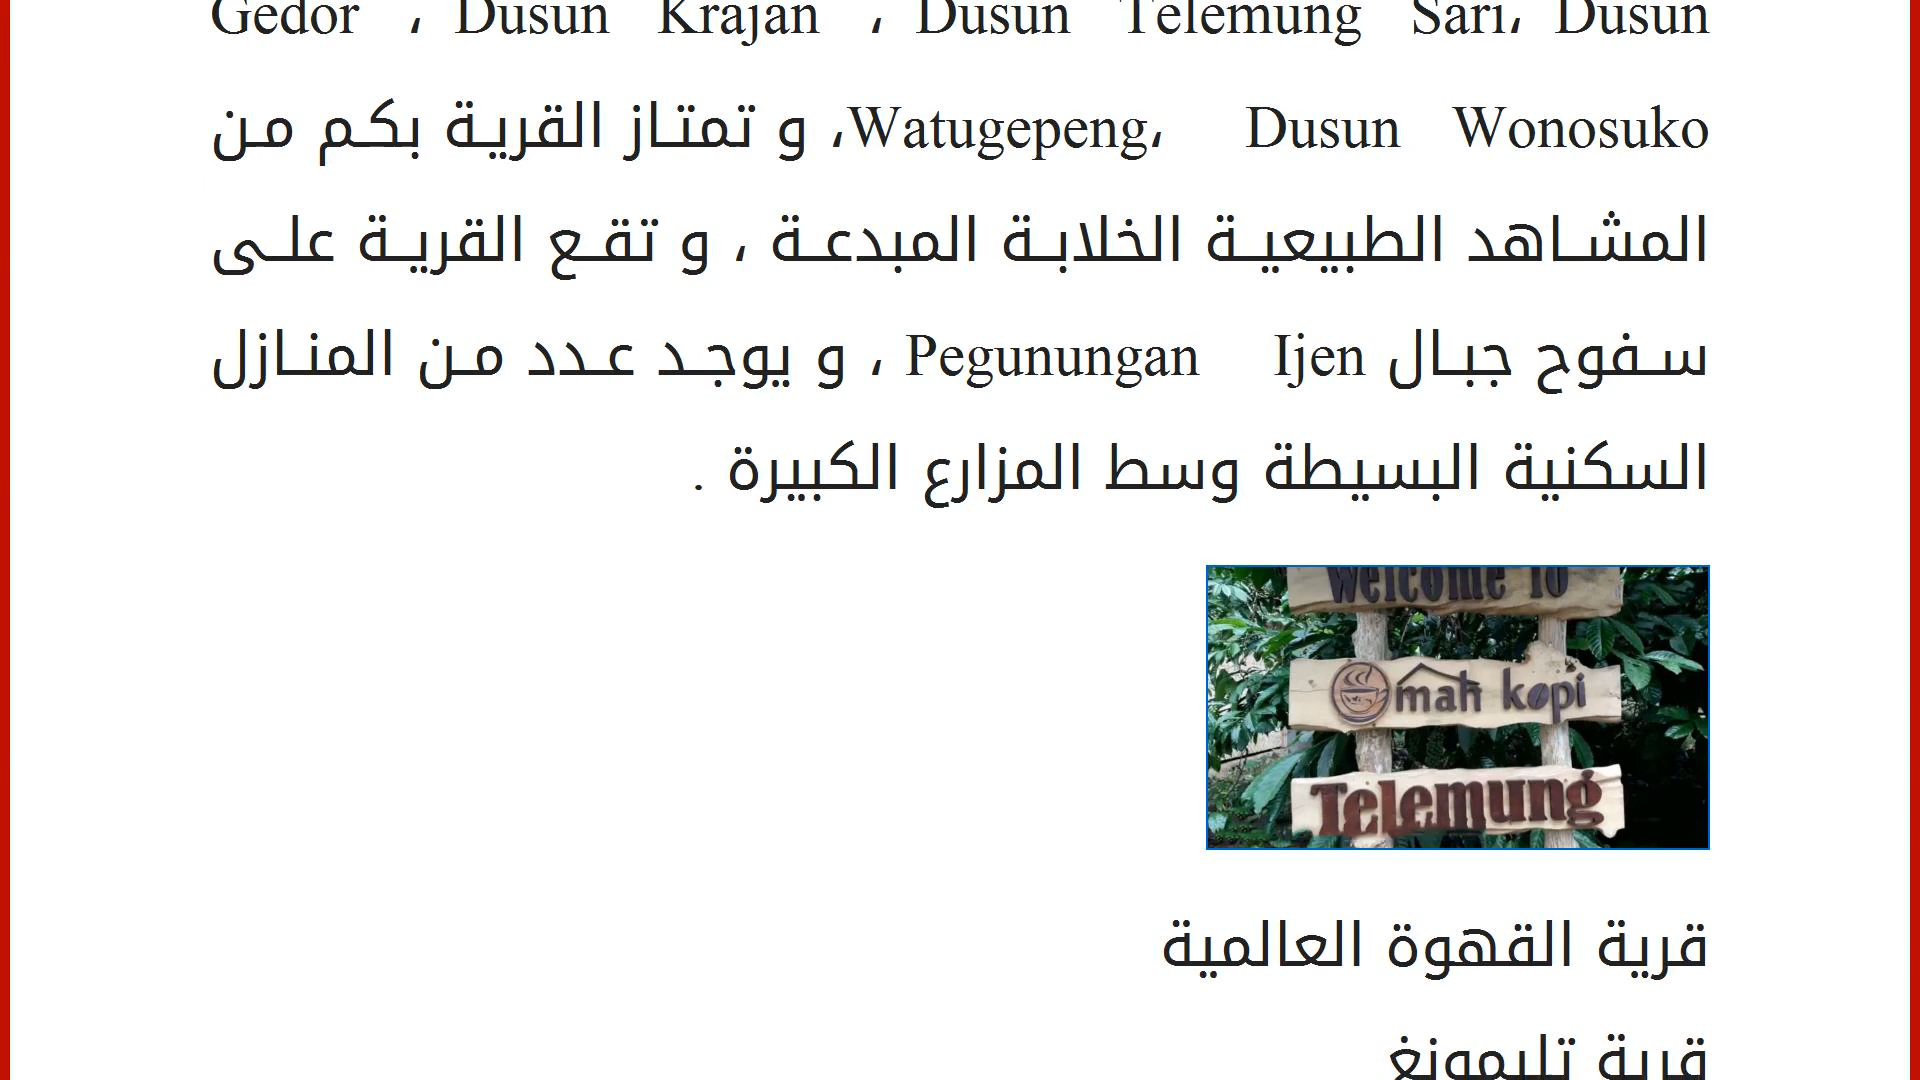 Gedor ، Dusun Krajan ، Dusun Telemung Sari، Dusun
Watugepeng، Dusun Wonosuko، و تمتاز القرية بكم من
المشاهد الطبيعية الخلابة المبدعة ، و تقع القرية على
سفوح جبال Pegunungan Ijen ، و يوجد عدد من المنازل
السكنية البسيطة وسط المزارع الكبيرة .
Welcome To
Omah kopi
Telemung
قرية القهوة العالمية
قرية تليمونغ